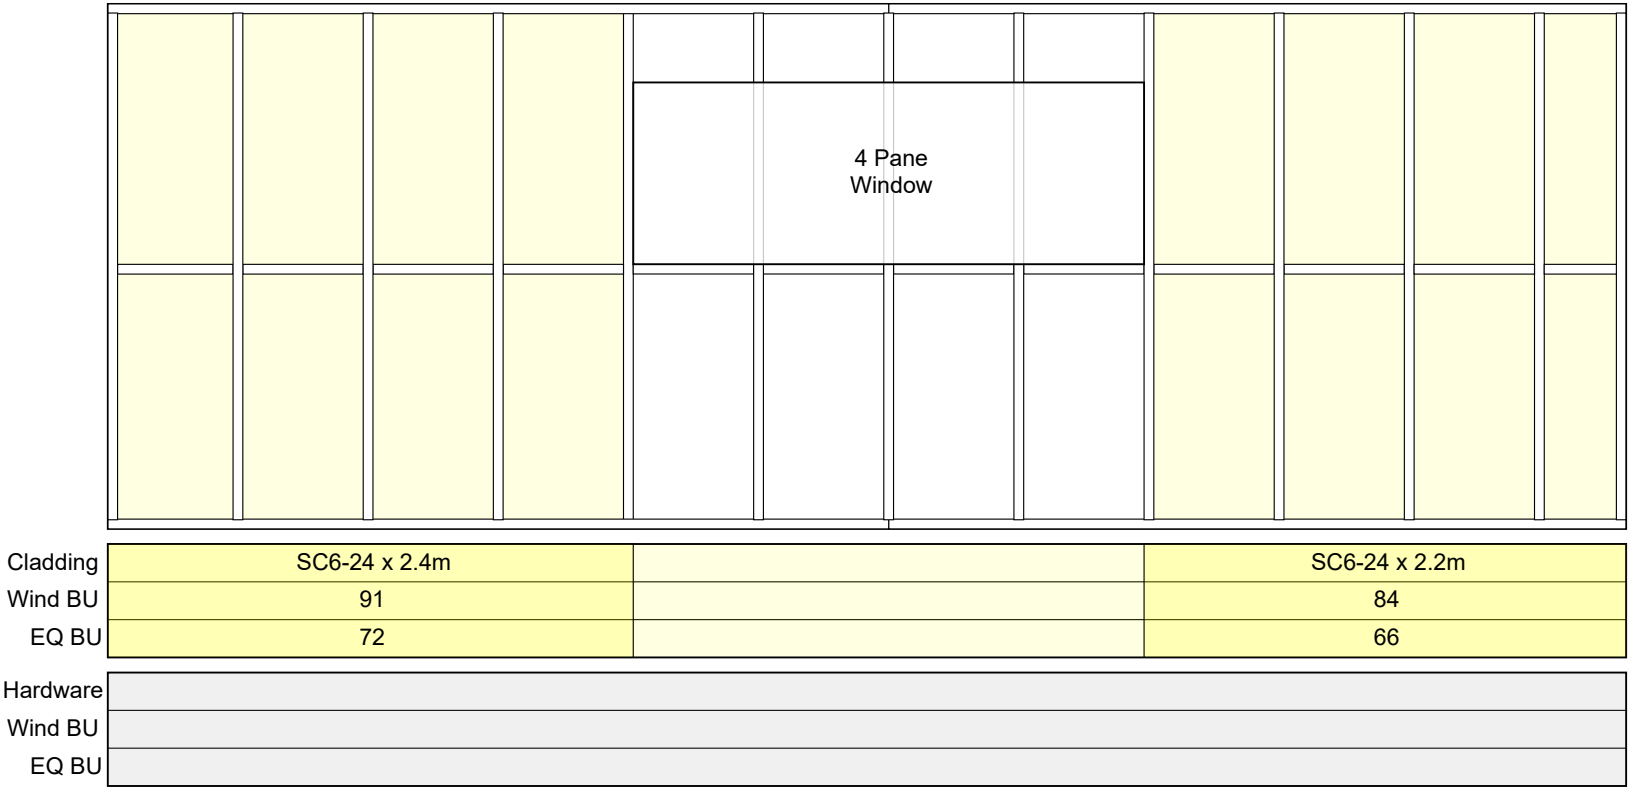 4 Pane
Window
Cladding SC6-24 x 2.4m SC6-24 x 2.2m
Wind BU 91 84
EQ BU 72 66
Hardware
Wind BU
EQ BU